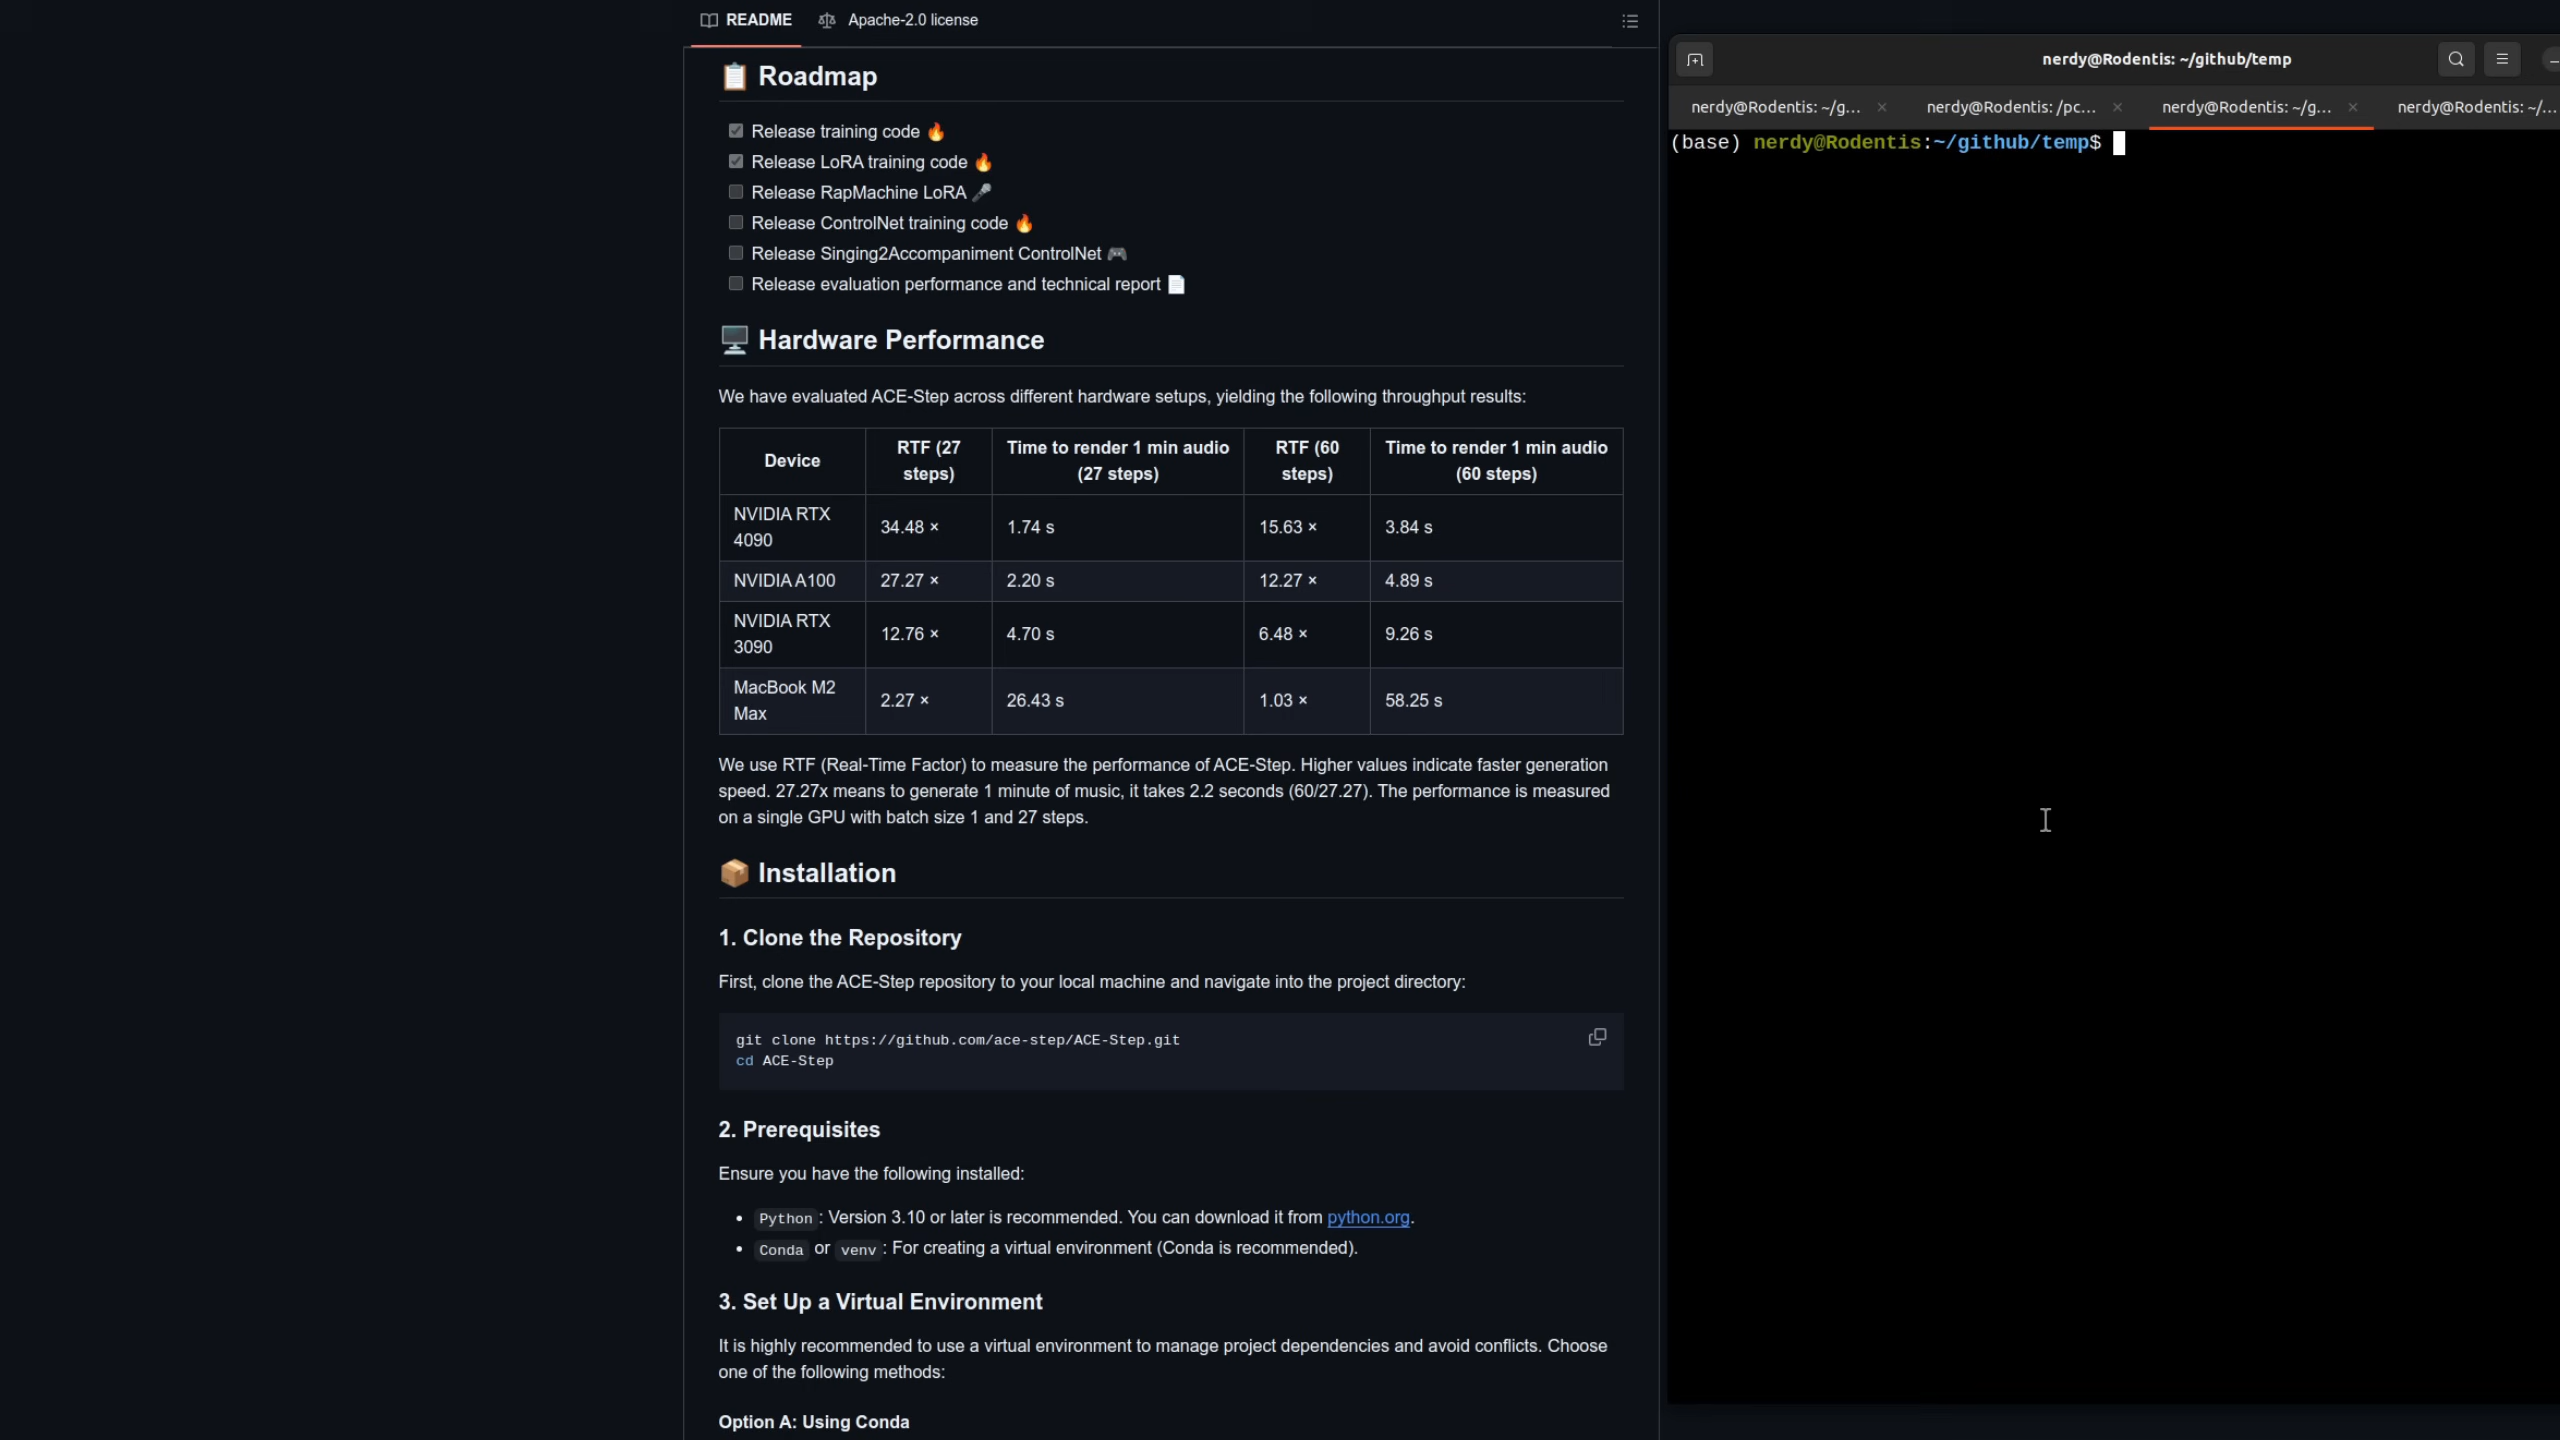 README
Apache-2.0 license
📋 Roadmap
Release training code 🔥
Release LoRA training code 🔥
Release RapMachine LoRA 🎤
Release ControlNet training code 🔥
Release Singing2Accompaniment ControlNet 🎮
Release evaluation performance and technical report 📄
🖥️ Hardware Performance
We have evaluated ACE-Step across different hardware setups, yielding the following throughput results:
Device RTF (27 steps) Time to render 1 min audio (27 steps) RTF (60 steps) Time to render 1 min audio (60 steps)
NVIDIA RTX 4090 34.48 × 1.74 s 15.63 × 3.84 s
NVIDIA A100 27.27 × 2.20 s 12.27 × 4.89 s
NVIDIA RTX 3090 12.76 × 4.70 s 6.48 × 9.26 s
MacBook M2 Max 2.27 × 26.43 s 1.03 × 58.25 s
We use RTF (Real-Time Factor) to measure the performance of ACE-Step. Higher values indicate faster generation
speed. 27.27x means to generate 1 minute of music, it takes 2.2 seconds (60/27.27). The performance is measured
on a single GPU with batch size 1 and 27 steps.
📦 Installation
1. Clone the Repository
First, clone the ACE-Step repository to your local machine and navigate into the project directory:
git clone https://github.com/ace-step/ACE-Step.git
cd ACE-Step
2. Prerequisites
Ensure you have the following installed:
• Python : Version 3.10 or later is recommended. You can download it from python.org.
• Conda or venv : For creating a virtual environment (Conda is recommended).
3. Set Up a Virtual Environment
It is highly recommended to use a virtual environment to manage project dependencies and avoid conflicts. Choose
one of the following methods:
Option A: Using Conda
nerdy@Rodentis: ~/github/temp
nerdy@Rodentis: ~/g... nerdy@Rodentis: /pc... nerdy@Rodentis: ~/g... nerdy@Rodentis: ~/...
(base) nerdy@Rodentis:~/github/temp$